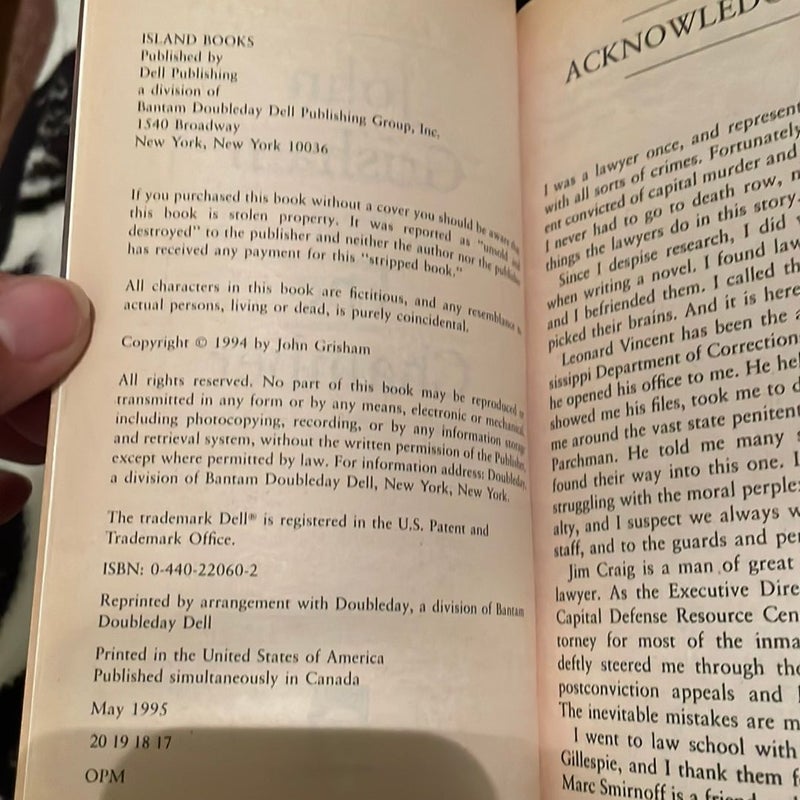 ISLAND BOOKS
Published by
Dell Publishing
a division of
Bantam Doubleday Dell Publishing Group, Inc.
1540 Broadway
New York, New York 10036
If you purchased this book without a cover you should be aware that
this book is stolen property. It was reported as "unsold and
destroyed" to the publisher and neither the author nor the publisher
has received any payment for this "stripped book."
All characters in this book are fictitious, and any resemblance to
actual persons, living or dead, is purely coincidental.
Copyright © 1994 by John Grisham
All rights reserved. No part of this book may be reproduced or
transmitted in any form or by any means, electronic or mechanical,
including photocopying, recording, or by any information storage
and retrieval system, without the written permission of the Publisher,
except where permitted by law. For information address: Doubleday,
a division of Bantam Doubleday Dell, New York, New York.
The trademark Dell® is registered in the U.S. Patent and
Trademark Office.
ISBN: 0-440-22060-2
Reprinted by arrangement with Doubleday, a division of Bantam
Doubleday Dell
Printed in the United States of America
Published simultaneously in Canada
May 1995
20 19 18 17
OPM
ACKNOWLEDG
I was a lawyer once, and represent
with all sorts of crimes. Fortunately
ent convicted of capital murder and
I never had to go to death row, n
things the lawyers do in this story.
Since I despise research, I did
when writing a novel. I found law
and I befriended them. I called th
picked their brains. And it is here
Leonard Vincent has been the a
sissippi Department of Correction
he opened his office to me. He hel
showed me his files, took me to d
me around the vast state penitent
Parchman. He told me many s
found their way into this one. I
struggling with the moral perplex
alty, and I suspect we always w
staff, and to the guards and per
Jim Craig is a man of great
lawyer. As the Executive Dire
Capital Defense Resource Cen
torney for most of the inma
deftly steered me through the
postconviction appeals and
The inevitable mistakes are m
I went to law school with
Gillespie, and I thank them f
Marc Smirnoff is a friend